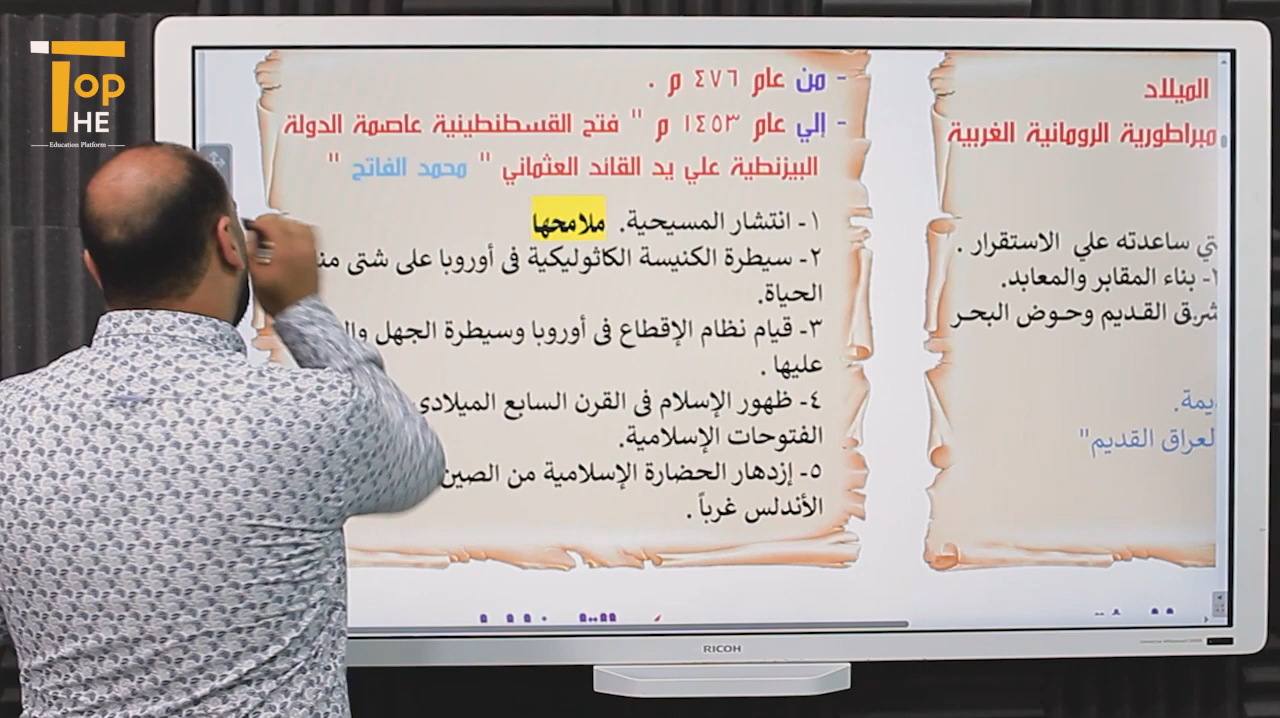 TOP
THE
Education Platform
- من عام ٤٧٦ م .
- إلي عام ١٤٥٣ م " فتح القسطنطينية عاصمة الدولة
البيزنطية علي يد القائد العثماني " محمد الفاتح "
١- انتشار المسيحية. ملامحها
٢- سيطرة الكنيسة الكاثوليكية فى أوروبا على شتى
الحياة.
٣- قيام نظام الإقطاع فى أوروبا وسيطرة الجهل
عليها .
٤- ظهور الإسلام فى القرن السابع الميلادى
الفتوحات الإسلامية.
٥- إزدهار الحضارة الإسلامية من الصين
الأندلس غرباً .
الميلاد
مبراطورية الرومانية الغربية
تي ساعدته علي الاستقرار .
٢- بناء المقابر والمعابد.
شرق القديم وحوض البحر
يمة.
لعراق القديم"
RICOH